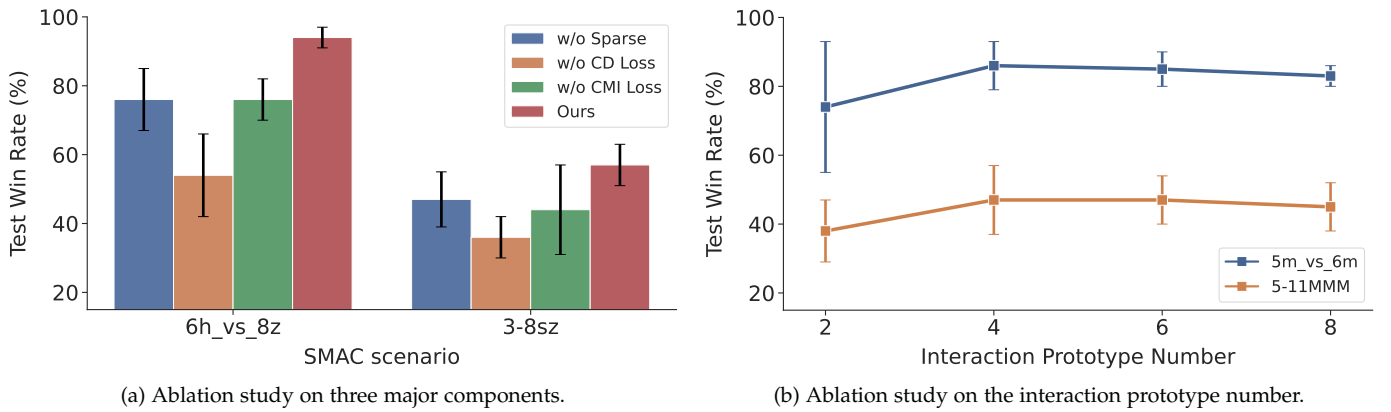 100
80
60
40
20
Test Win Rate (%)
6h_vs_8z
3-8sz
SMAC scenario
w/o Sparse
w/o CD Loss
w/o CMI Loss
Ours
(a) Ablation study on three major components.
100
80
60
40
20
Test Win Rate (%)
2
4
6
8
Interaction Prototype Number
5m_vs_6m
5-11MMM
(b) Ablation study on the interaction prototype number.